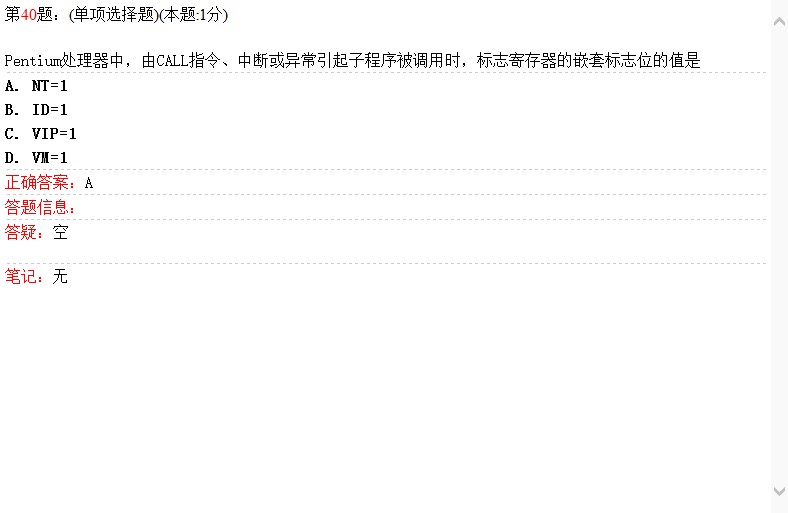 第40题：(单项选择题)(本题:1分)
Pentium处理器中，由CALL指令、中断或异常引起子程序被调用时，标志寄存器的嵌套标志位的值是
A. NT=1
B. ID=1
C. VIP=1
D. VM=1
正确答案：A
答题信息：
答疑：空
笔记：无